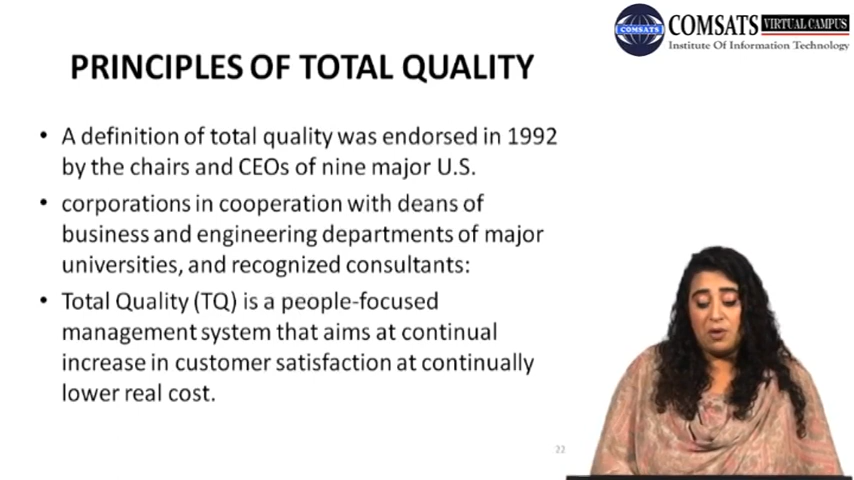 COMSATS VIRTUAL CAMPUS
Institute Of Information Technology
COMSATS
PRINCIPLES OF TOTAL QUALITY
• A definition of total quality was endorsed in 1992
by the chairs and CEOs of nine major U.S.
• corporations in cooperation with deans of
business and engineering departments of major
universities, and recognized consultants:
• Total Quality (TQ) is a people-focused
management system that aims at continual
increase in customer satisfaction at continually
lower real cost.
22